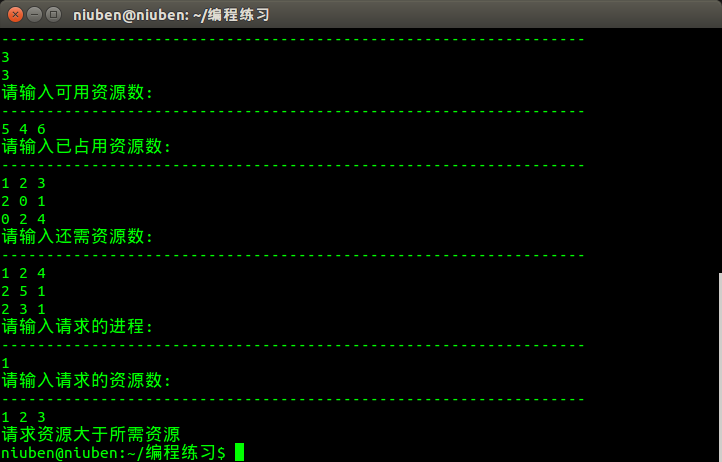 niuben@niuben: ~/编程练习
----------------------------------------------------------------
3
3
请输入可用资源数:
----------------------------------------------------------------
5 4 6
请输入已占用资源数:
----------------------------------------------------------------
1 2 3
2 0 1
0 2 4
请输入还需资源数:
----------------------------------------------------------------
1 2 4
2 5 1
2 3 1
请输入请求的进程:
----------------------------------------------------------------
1
请输入请求的资源数:
----------------------------------------------------------------
1 2 3
请求资源大于所需资源
niuben@niuben:~/编程练习$